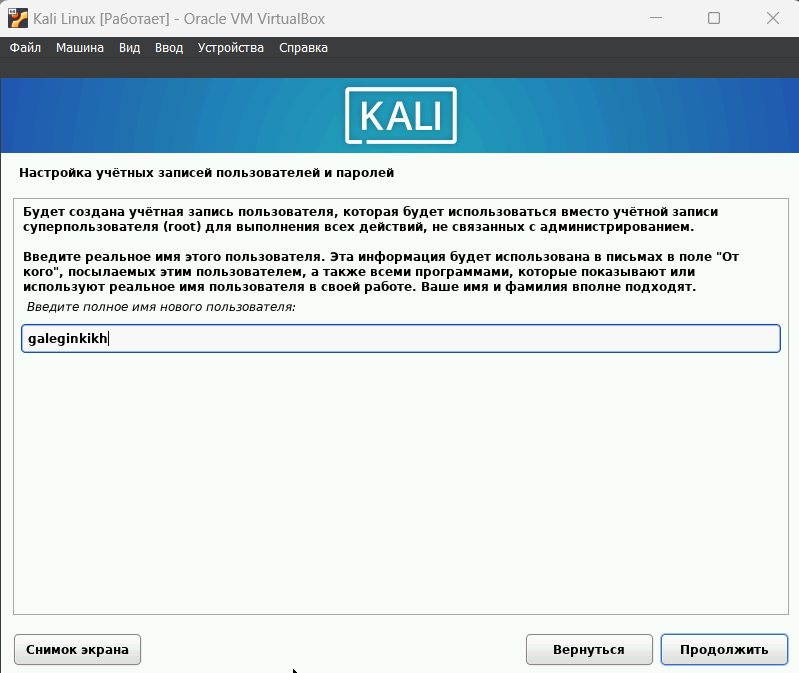 Kali Linux [Работает] - Oracle VM VirtualBox
Файл Машина Вид Ввод Устройства Справка
KALI
Настройка учётных записей пользователей и паролей
Будет создана учётная запись пользователя, которая будет использоваться вместо учётной записи
суперпользователя (root) для выполнения всех действий, не связанных с администрированием.
Введите реальное имя этого пользователя. Эта информация будет использована в письмах в поле "От
кого", посылаемых этим пользователем, а также всеми программами, которые показывают или
используют реальное имя пользователя в своей работе. Ваше имя и фамилия вполне подходят.
Введите полное имя нового пользователя:
galeginkikh
Снимок экрана Вернуться Продолжить